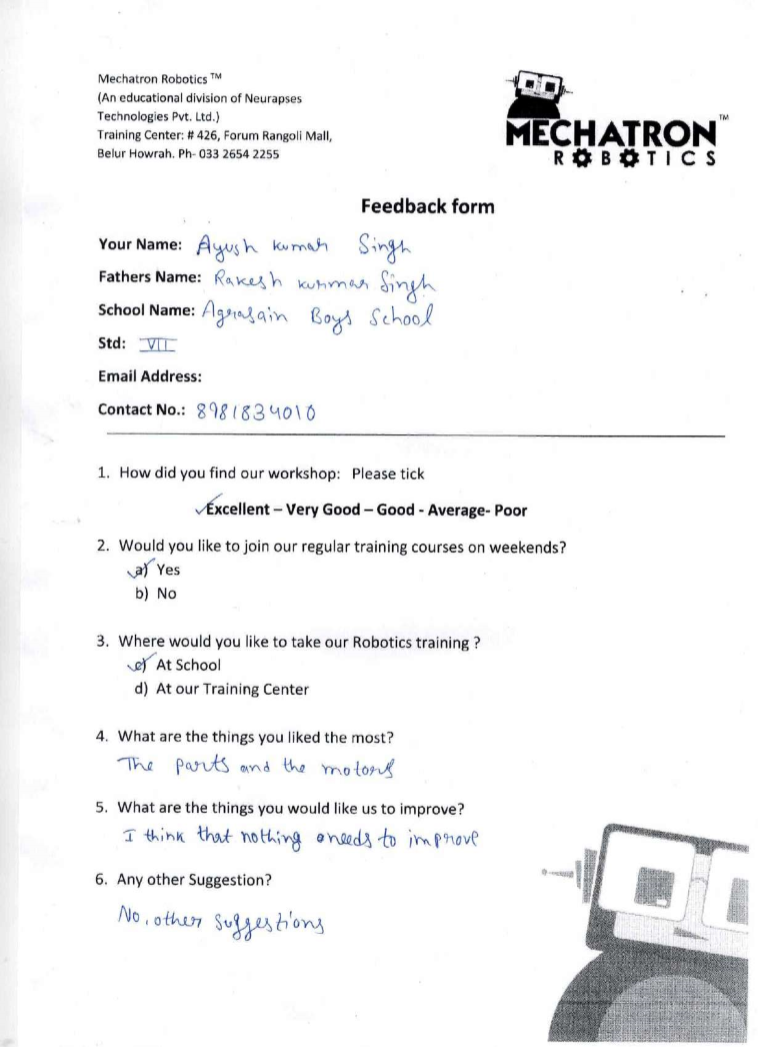 Mechatron Robotics ™
(An educational division of Neurapses
Technologies Pvt. Ltd.)
Training Center: # 426, Forum Rangoli Mall,
Belur Howrah. Ph- 033 2654 2255
MECHATRON™
ROBOTICS
Feedback form
Your Name: Ayush kumar Singh
Fathers Name: Rakesh kumar Singh
School Name: Agrasain Boys School
Std: VII
Email Address:
Contact No.: 8981834010
1. How did you find our workshop: Please tick
✓Excellent – Very Good – Good - Average- Poor
2. Would you like to join our regular training courses on weekends?
✓a) Yes
b) No
3. Where would you like to take our Robotics training ?
✓c) At School
d) At our Training Center
4. What are the things you liked the most?
The parts and the motors
5. What are the things you would like us to improve?
I think that nothing needs to improve
6. Any other Suggestion?
No, other suggestions